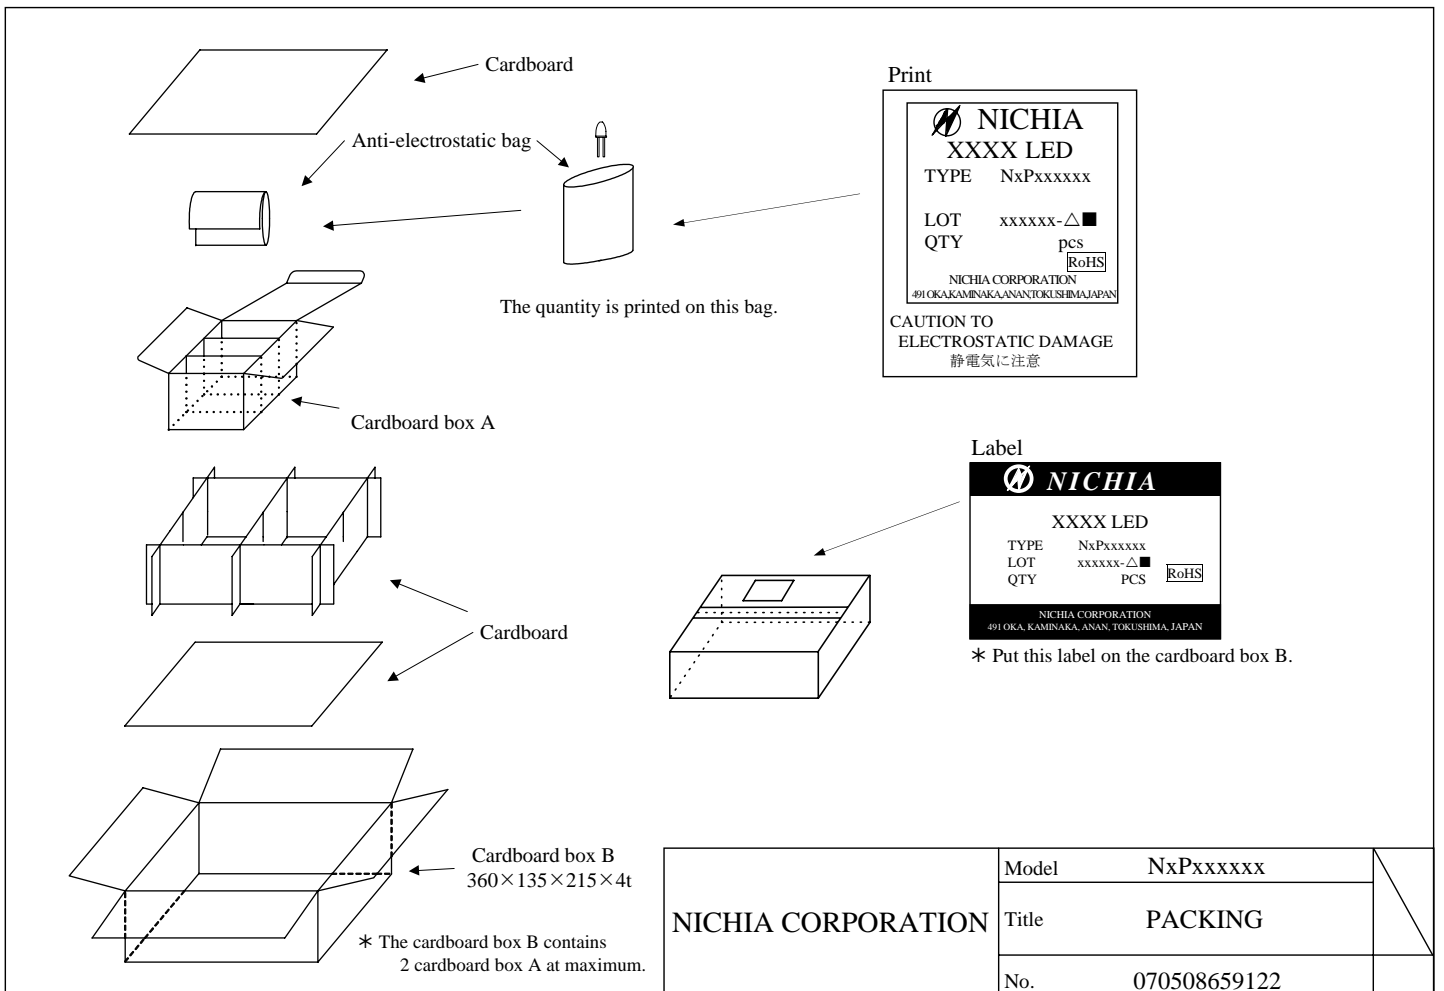 Cardboard
Anti-electrostatic bag
The quantity is printed on this bag.
Cardboard box A
Cardboard
Cardboard box B
360×135×215×4t
＊ The cardboard box B contains
2 cardboard box A at maximum.
Print
NICHIA
XXXX LED
TYPE NxPxxxxxx
LOT xxxxxx-△■
QTY pcs
RoHS
NICHIA CORPORATION
491 OKA,KAMINAKA,ANAN,TOKUSHIMA,JAPAN
CAUTION TO
ELECTROSTATIC DAMAGE
静電気に注意
Label
NICHIA
XXXX LED
TYPE NxPxxxxxx
LOT xxxxxx-△■
QTY PCS
RoHS
NICHIA CORPORATION
491 OKA, KAMINAKA, ANAN, TOKUSHIMA, JAPAN
＊ Put this label on the cardboard box B.
NICHIA CORPORATION
Model NxPxxxxxx
Title PACKING
No. 070508659122